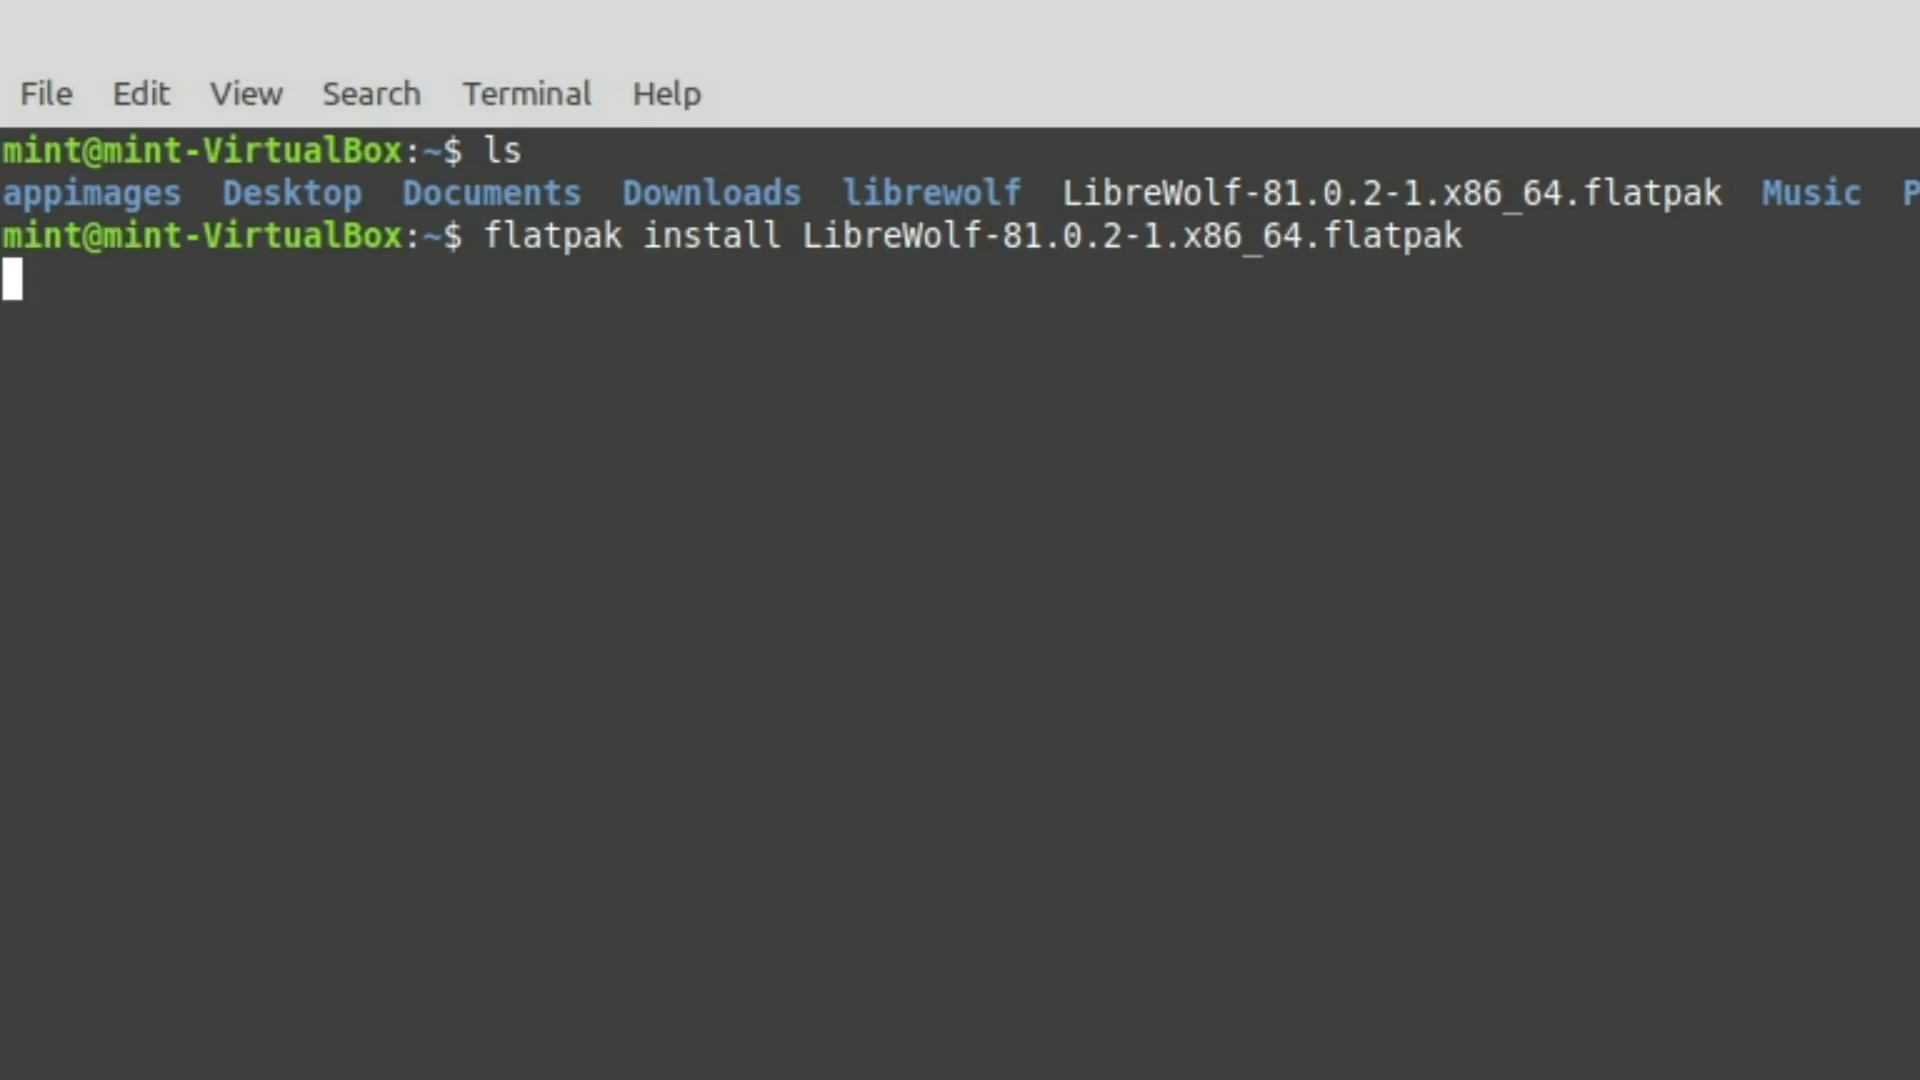 File Edit View Search Terminal Help
mint@mint-VirtualBox:~$ ls
appimages Desktop Documents Downloads librewolf LibreWolf-81.0.2-1.x86_64.flatpak Music P
mint@mint-VirtualBox:~$ flatpak install LibreWolf-81.0.2-1.x86_64.flatpak